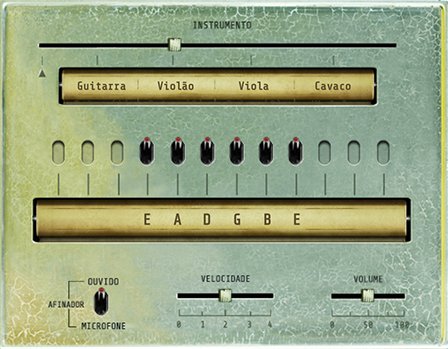 INSTRUMENTO
Guitarra Violão Viola Cavaco
E A D G B E
OUVIDO
AFINADOR
MICROFONE
VELOCIDADE
0 1 2 3 4
VOLUME
0 50 100